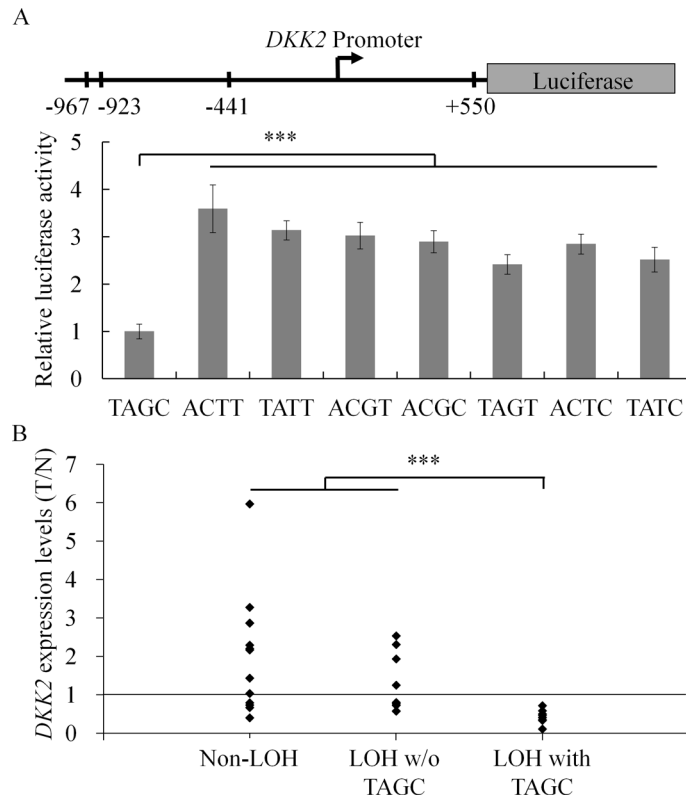 A
DKK2 Promoter
Luciferase
-967 -923 -441 +550
***
Relative luciferase activity
5
4
3
2
1
0
TAGC ACTT TATT ACGT ACGC TAGT ACTC TATC
B
***
DKK2 expression levels (T/N)
7
6
5
4
3
2
1
0
Non-LOH LOH w/o LOH with
TAGC TAGC